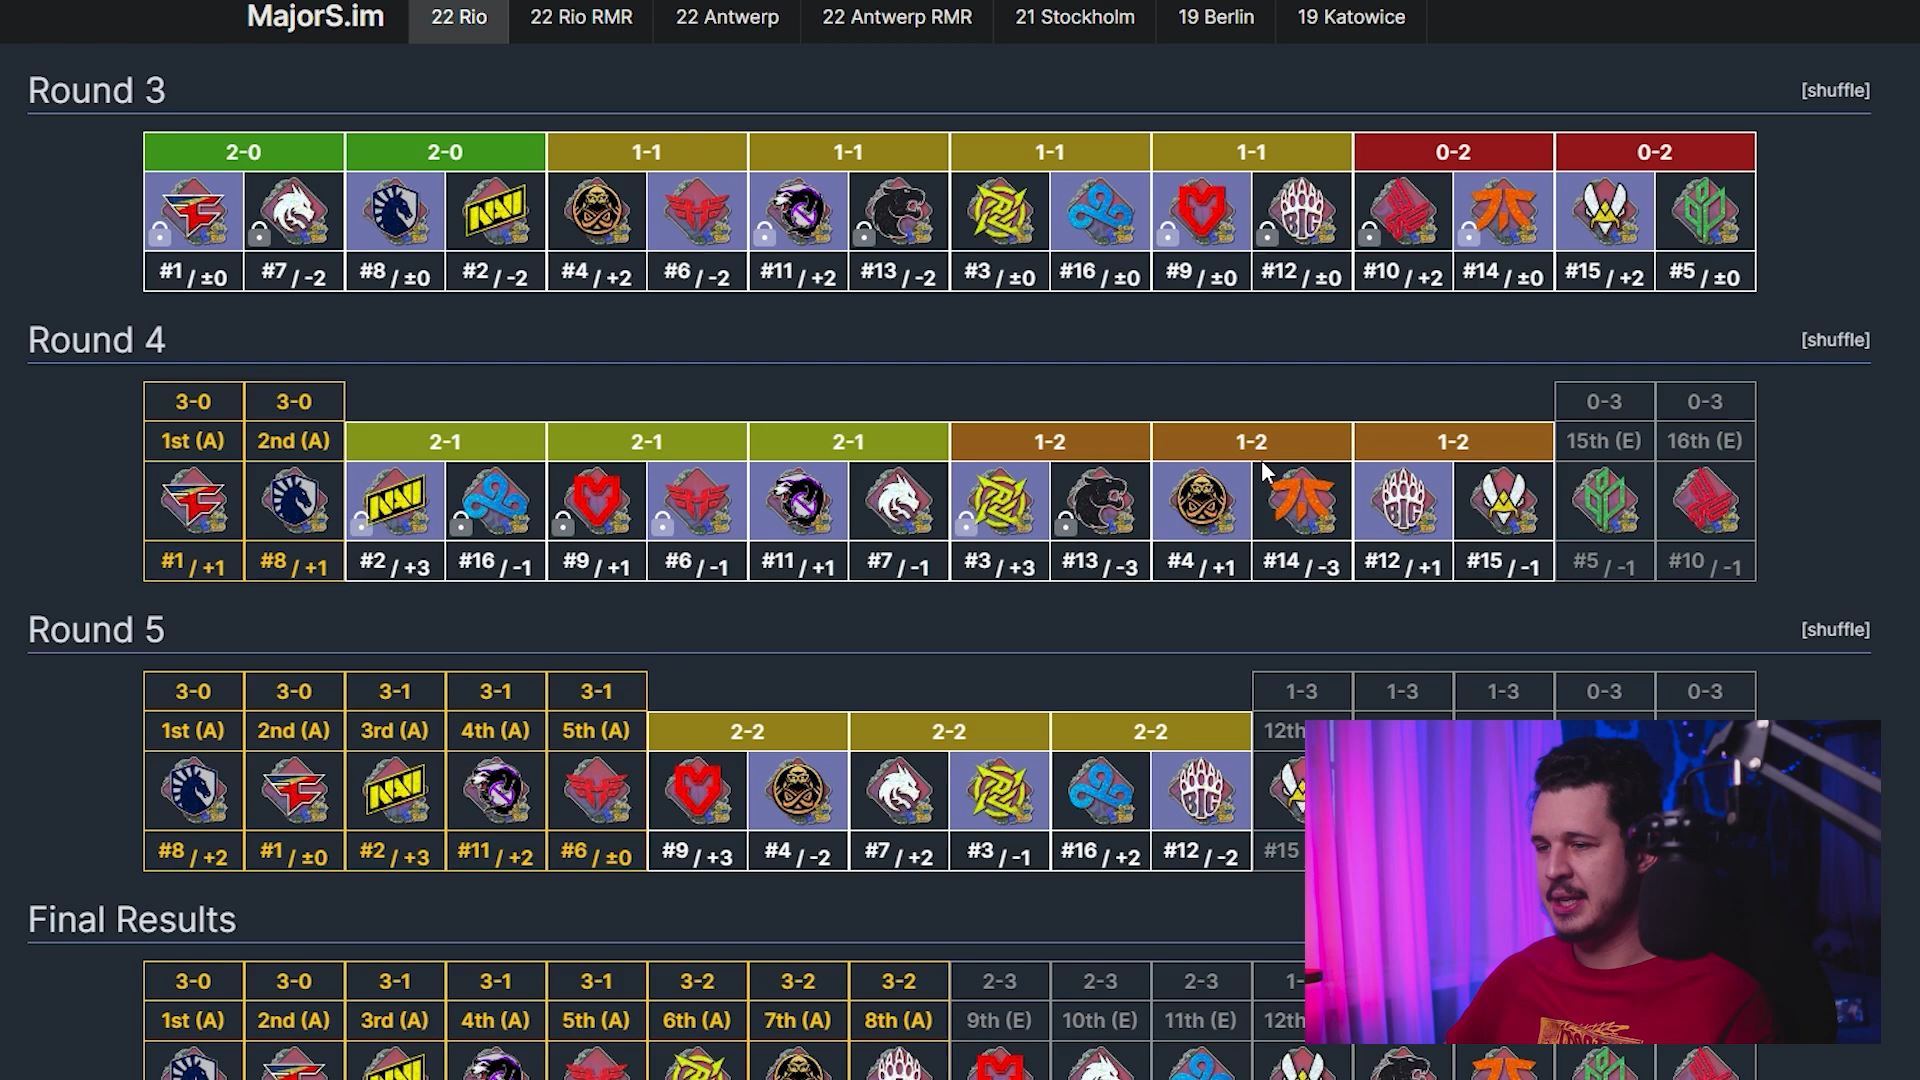 MajorS.im 22 Rio 22 Rio RMR 22 Antwerp 22 Antwerp RMR 21 Stockholm 19 Berlin 19 Katowice
Round 3 [shuffle]
2-0 2-0 1-1 1-1 1-1 1-1 0-2 0-2
NAVI BIG
#1 / ±0 #7 / -2 #8 / ±0 #2 / -2 #4 / +2 #6 / -2 #11 / +2 #13 / -2 #3 / ±0 #16 / ±0 #9 / ±0 #12 / ±0 #10 / +2 #14 / ±0 #15 / +2 #5 / ±0
Round 4 [shuffle]
3-0 3-0 0-3 0-3
1st (A) 2nd (A) 2-1 2-1 2-1 1-2 1-2 1-2 15th (E) 16th (E)
NAVI BIG
#1 / +1 #8 / +1 #2 / +3 #16 / -1 #9 / +1 #6 / -1 #11 / +1 #7 / -1 #3 / +3 #13 / -3 #4 / +1 #14 / -3 #12 / +1 #15 / -1 #5 / -1 #10 / -1
Round 5 [shuffle]
3-0 3-0 3-1 3-1 3-1 1-3 1-3 1-3 0-3 0-3
1st (A) 2nd (A) 3rd (A) 4th (A) 5th (A) 2-2 2-2 2-2 12th
NAVI BIG
#8 / +2 #1 / ±0 #2 / +3 #11 / +2 #6 / ±0 #9 / +3 #4 / -2 #7 / +2 #3 / -1 #16 / +2 #12 / -2 #15
Final Results
3-0 3-0 3-1 3-1 3-1 3-2 3-2 3-2 2-3 2-3 2-3 1-
1st (A) 2nd (A) 3rd (A) 4th (A) 5th (A) 6th (A) 7th (A) 8th (A) 9th (E) 10th (E) 11th (E) 12th